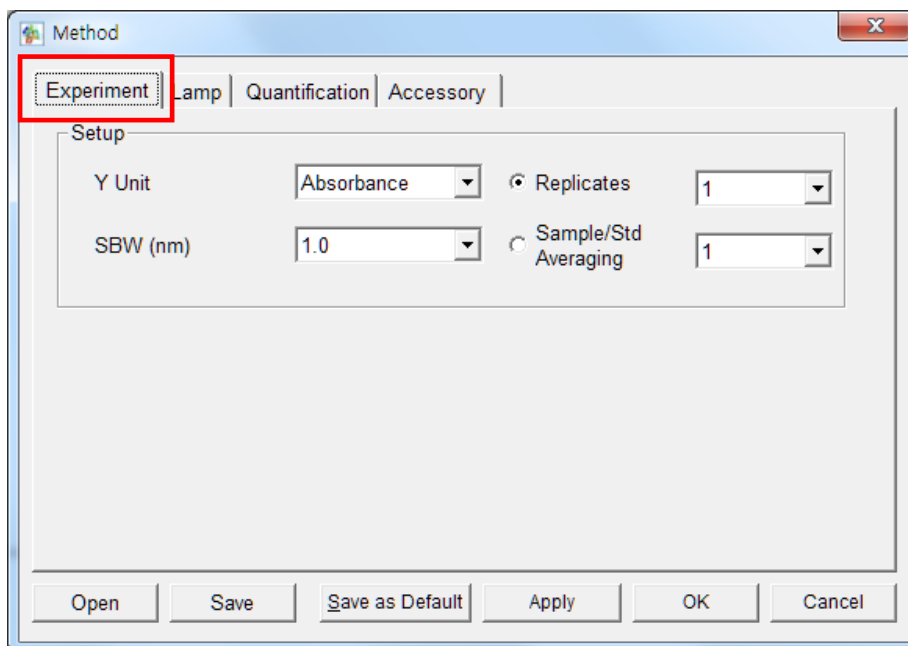 Method
Experiment Lamp Quantification Accessory
Setup
Y Unit Absorbance Replicates 1
SBW (nm) 1.0 Sample/Std Averaging 1
Open Save Save as Default Apply OK Cancel